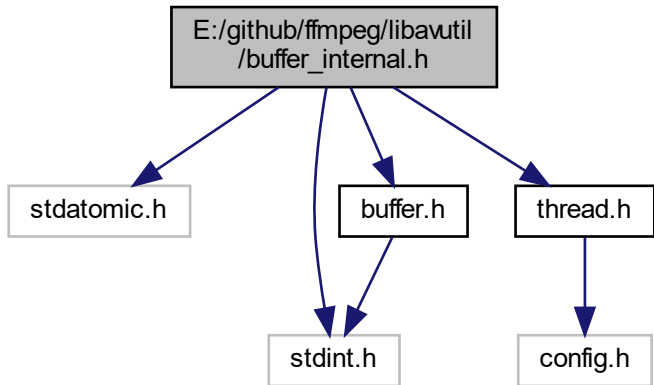 E:/github/ffmpeg/libavutil
/buffer_internal.h
stdatomic.h
buffer.h
thread.h
stdint.h
config.h